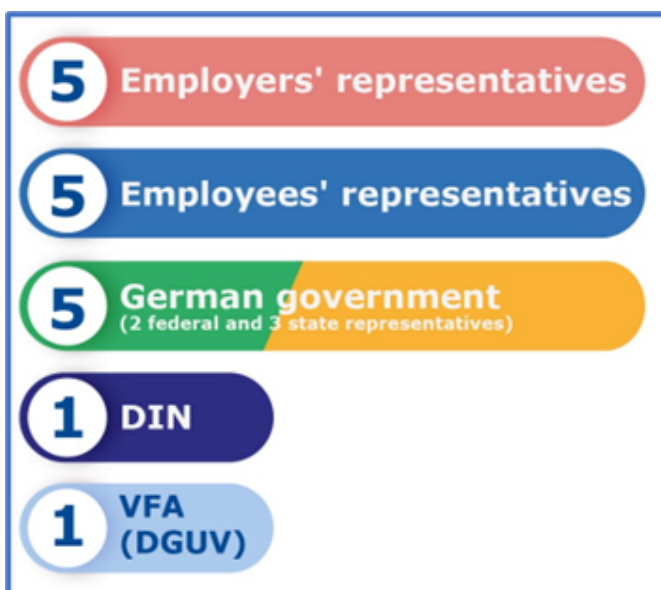 5 Employers' representatives
5 Employees' representatives
5 German government
(2 federal and 3 state representatives)
1 DIN
1 VFA
(DGUV)